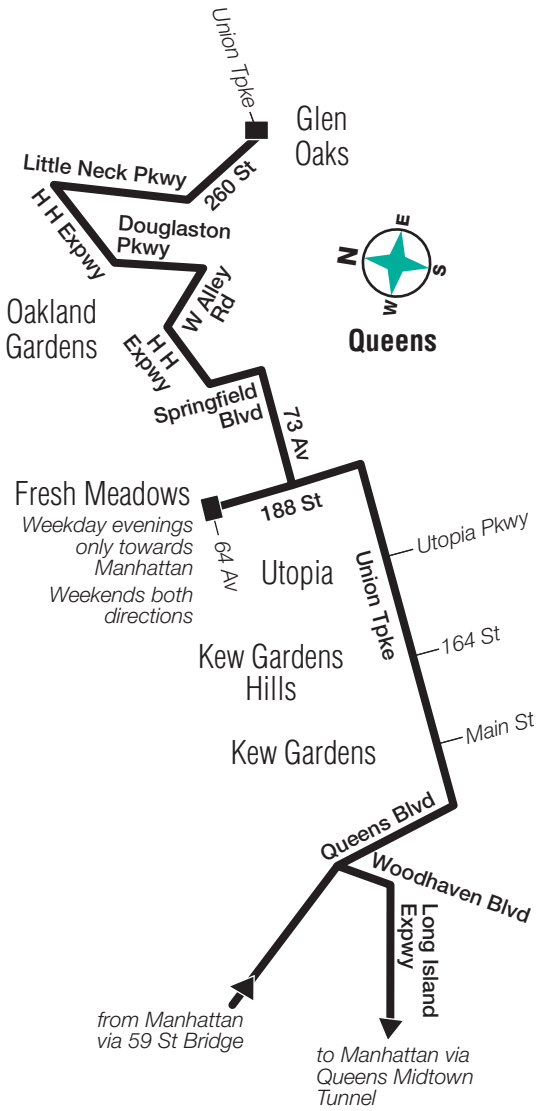 Union Tpke
Glen
Oaks
Little Neck Pkwy
260 St
H H Expwy
Douglaston
Pkwy
E
N
S
W
Queens
W Alley
Rd
Oakland
Gardens
H H
Expwy
Springfield
Blvd
73 Av
Fresh Meadows
Weekday evenings
only towards
Manhattan
Weekends both
directions
188 St
64 Av
Utopia
Union Tpke
Utopia Pkwy
Kew Gardens
Hills
164 St
Kew Gardens
Main St
Queens Blvd
Woodhaven Blvd
Long Island
Expwy
from Manhattan
via 59 St Bridge
to Manhattan via
Queens Midtown
Tunnel